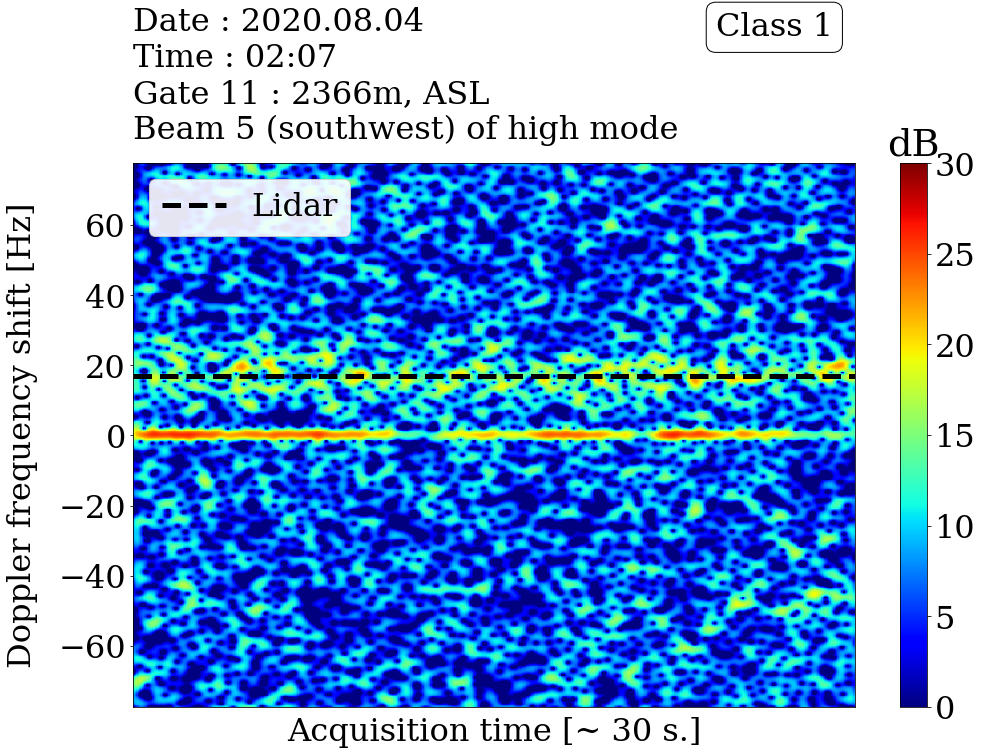 Date : 2020.08.04
Time : 02:07
Gate 11 : 2366m, ASL
Beam 5 (southwest) of high mode
Class 1
dB
Lidar
Doppler frequency shift [Hz]
60
40
20
0
−20
−40
−60
30
25
20
15
10
5
0
Acquisition time [~ 30 s.]